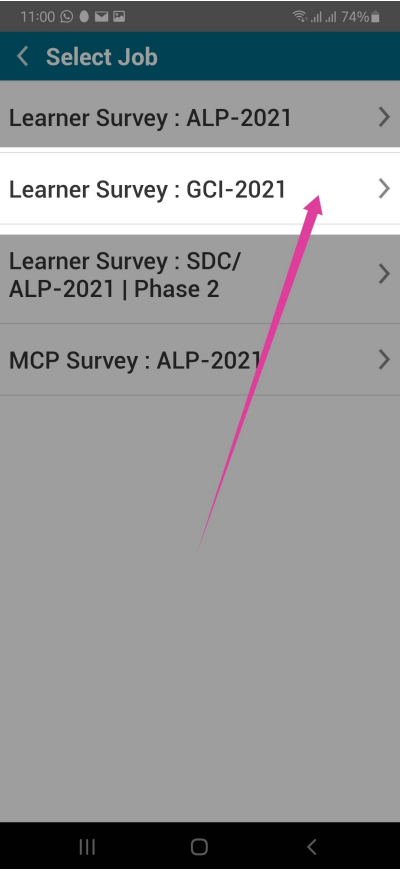 11:00 74%
Select Job
Learner Survey : ALP-2021
Learner Survey : GCI-2021
Learner Survey : SDC/
ALP-2021 | Phase 2
MCP Survey : ALP-2021